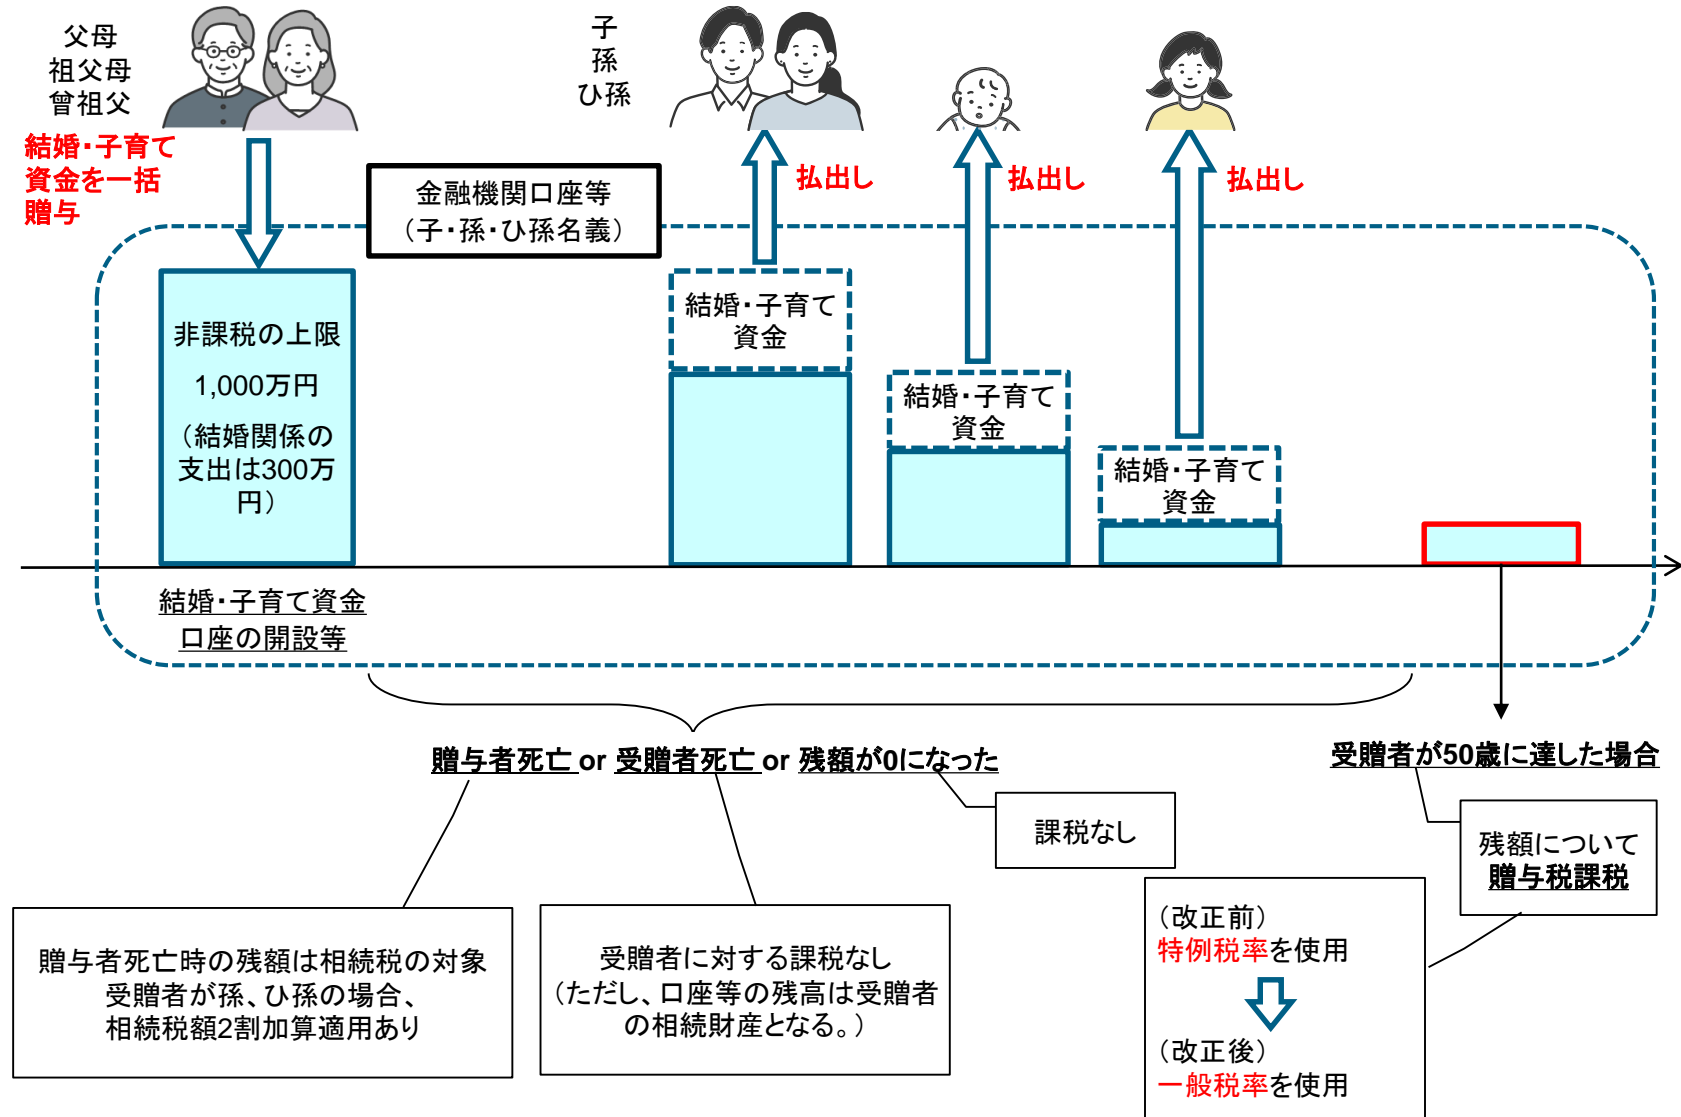 父母
祖父母
曾祖父
結婚・子育て
資金を一括
贈与
子
孫
ひ孫
払出し
払出し
払出し
金融機関口座等
（子・孫・ひ孫名義）
非課税の上限
1,000万円
（結婚関係の
支出は300万
円）
結婚・子育て
資金
結婚・子育て
資金
結婚・子育て
資金
結婚・子育て資金
口座の開設等
贈与者死亡 or 受贈者死亡 or 残額が0になった
受贈者が50歳に達した場合
課税なし
残額について
贈与税課税
贈与者死亡時の残額は相続税の対象
受贈者が孫、ひ孫の場合、
相続税額2割加算適用あり
受贈者に対する課税なし
（ただし、口座等の残高は受贈者
の相続財産となる。）
（改正前）
特例税率を使用
（改正後）
一般税率を使用